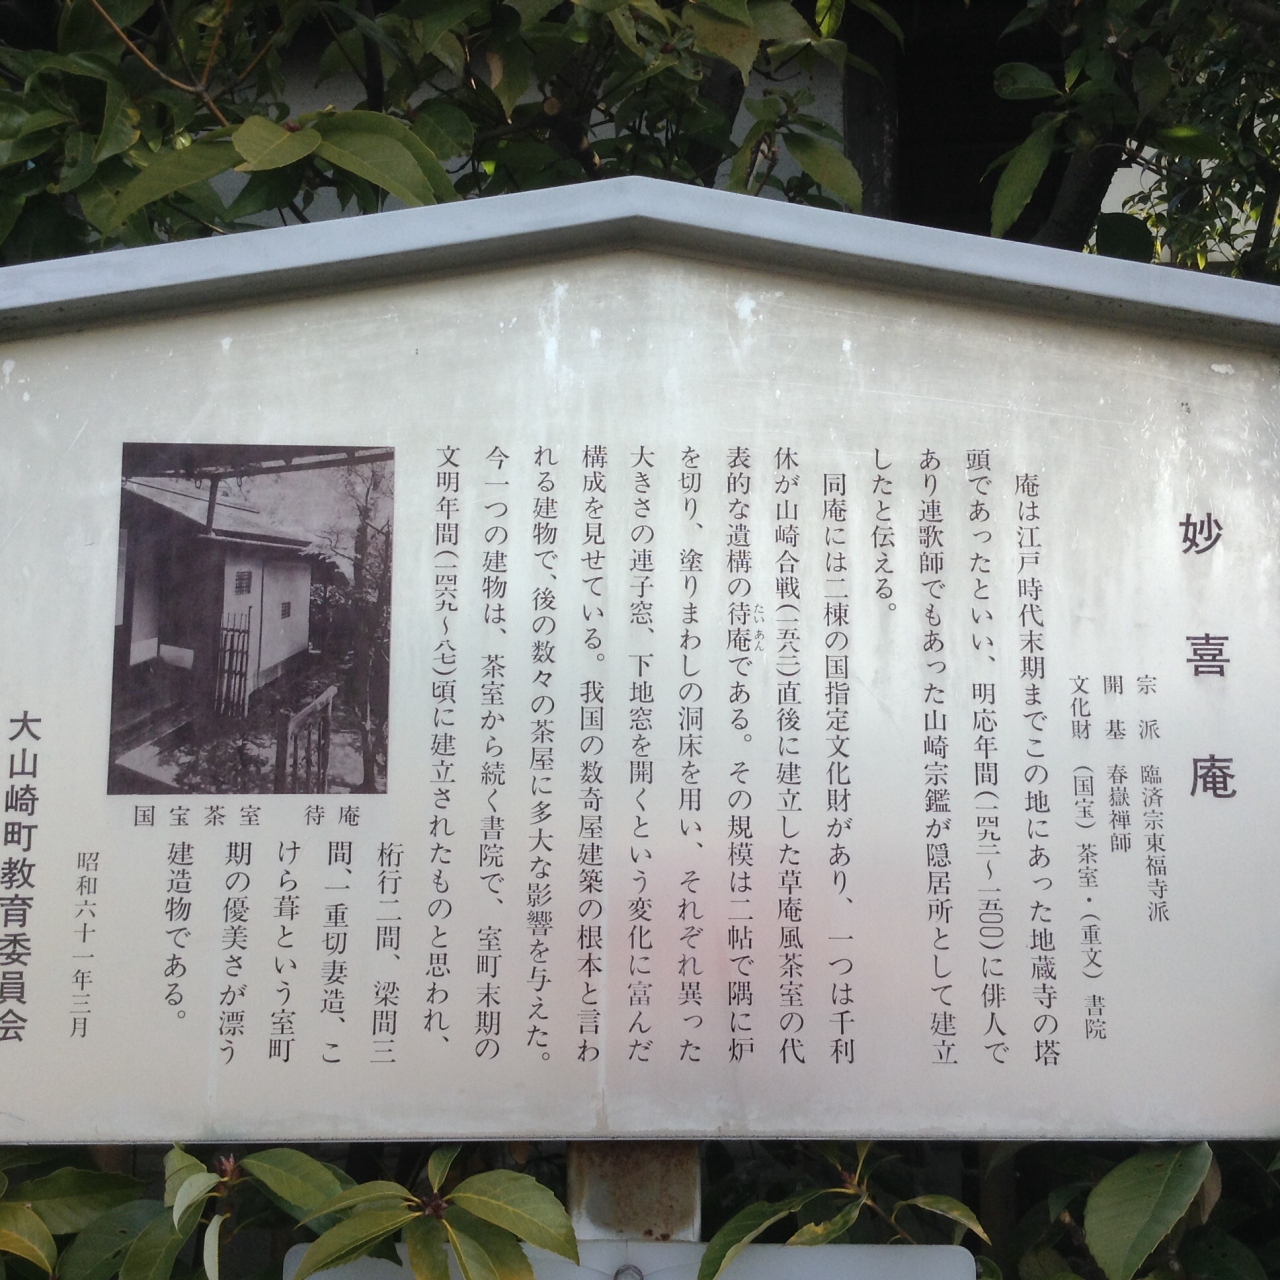 妙喜庵
宗派 臨済宗東福寺派
開基 春嶽禅師
文化財 (国宝)茶室・(重文)書院
庵は江戸時代末期までこの地にあった地蔵寺の塔
頭であったといい、明応年間(一四九二〜一五〇〇)に俳人で
あり連歌師でもあった山崎宗鑑が隠居所として建立
したと伝える。
同庵には二棟の国指定文化財があり、一つは千利
休が山崎合戦(一五八二)直後に建立した草庵風茶室の代
表的な遺構の待庵である。その規模は二帖で隅に炉
たいあん
を切り、塗りまわしの洞床を用い、それぞれ異った
大きさの連子窓、下地窓を開くという変化に富んだ
構成を見せている。我国の数奇屋建築の根本と言わ
れる建物で、後の数々の茶屋に多大な影響を与えた。
今一つの建物は、茶室から続く書院で、室町末期の
文明年間(一四六九〜八七)頃に建立されたものと思われ、
桁行二間、梁間三
間、一重切妻造、こ
けら葺という室町
期の優美さが漂う
建造物である。
国宝茶室 待庵
昭和六十一年三月
大山崎町教育委員会